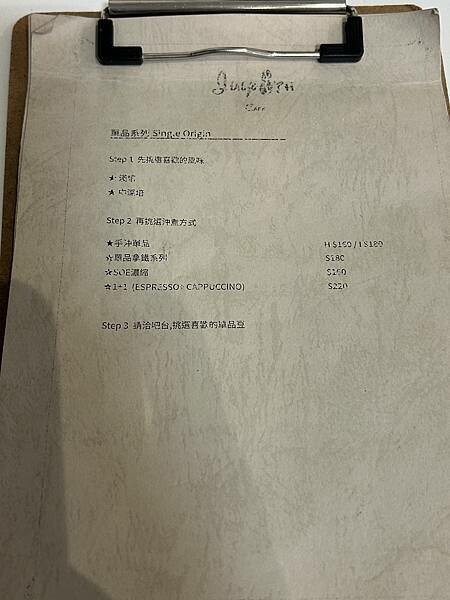 單品系列 Single Origin
Step 1 先挑選喜歡的風味
★ 淺焙
★ 中深焙
Step 2 再挑選沖煮方式
★手沖單品 H $160 / I $180
☆單品拿鐵系列 $180
☆SOE濃縮 $160
☆1+1 (ESPRESSO+CAPPUCCINO) $220
Step 3 請洽吧台,挑選喜歡的單品豆